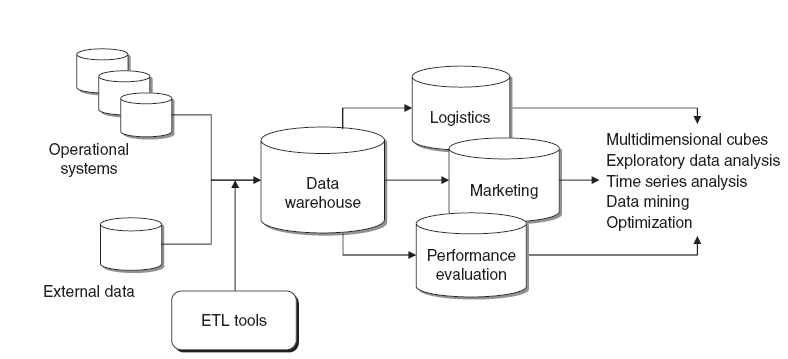 Operational
systems
External data
ETL tools
Data
warehouse
Logistics
Marketing
Performance
evaluation
Multidimensional cubes
Exploratory data analysis
Time series analysis
Data mining
Optimization